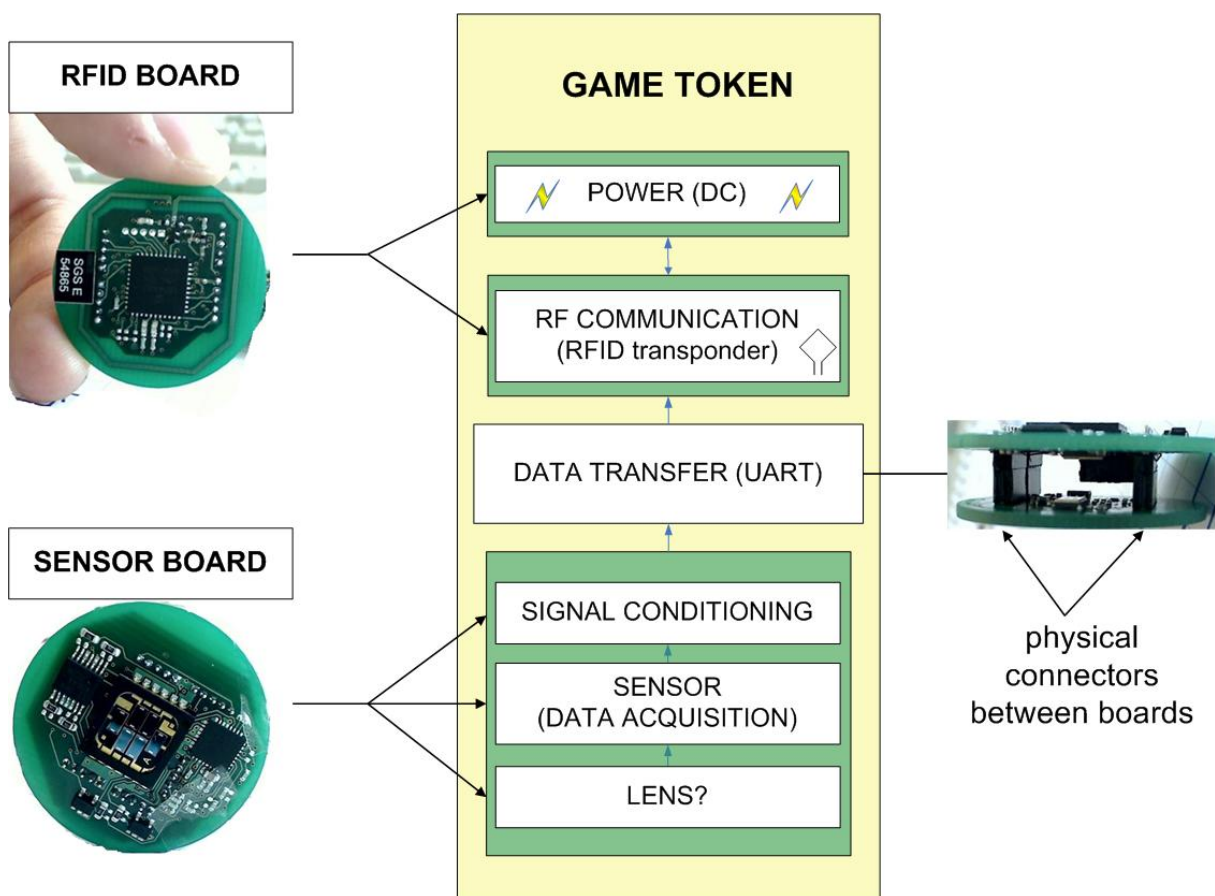 RFID BOARD
SGS E
54865
GAME TOKEN
POWER (DC)
RF COMMUNICATION
(RFID transponder)
DATA TRANSFER (UART)
SENSOR BOARD
SIGNAL CONDITIONING
SENSOR
(DATA ACQUISITION)
LENS?
physical
connectors
between boards